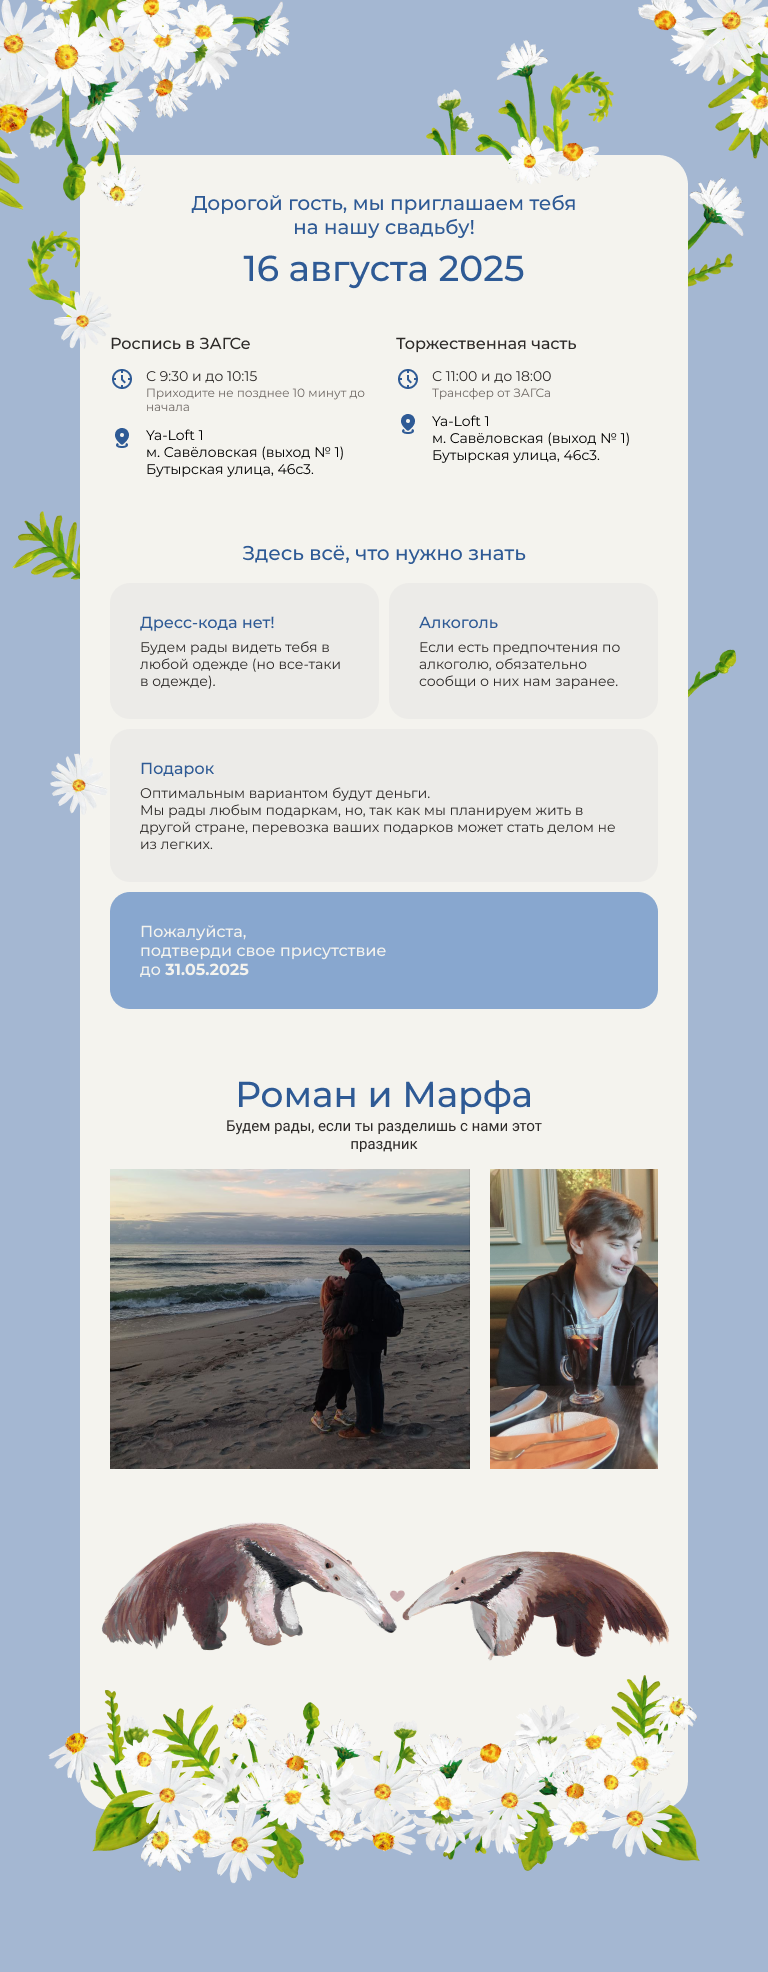 Дорогой гость, мы приглашаем тебя
на нашу свадьбу!
16 августа 2025
Роспись в ЗАГСе
С 9:30 и до 10:15
Приходите не позднее 10 минут до
начала
Ya-Loft 1
м. Савёловская (выход № 1)
Бутырская улица, 46с3.
Торжественная часть
С 11:00 и до 18:00
Трансфер от ЗАГСа
Ya-Loft 1
м. Савёловская (выход № 1)
Бутырская улица, 46с3.
Здесь всё, что нужно знать
Дресс-кода нет!
Будем рады видеть тебя в
любой одежде (но все-таки
в одежде).
Алкоголь
Если есть предпочтения по
алкоголю, обязательно
сообщи о них нам заранее.
Подарок
Оптимальным вариантом будут деньги.
Мы рады любым подаркам, но, так как мы планируем жить в
другой стране, перевозка ваших подарков может стать делом не
из легких.
Пожалуйста,
подтверди свое присутствие
до 31.05.2025
Роман и Марфа
Будем рады, если ты разделишь с нами этот
праздник